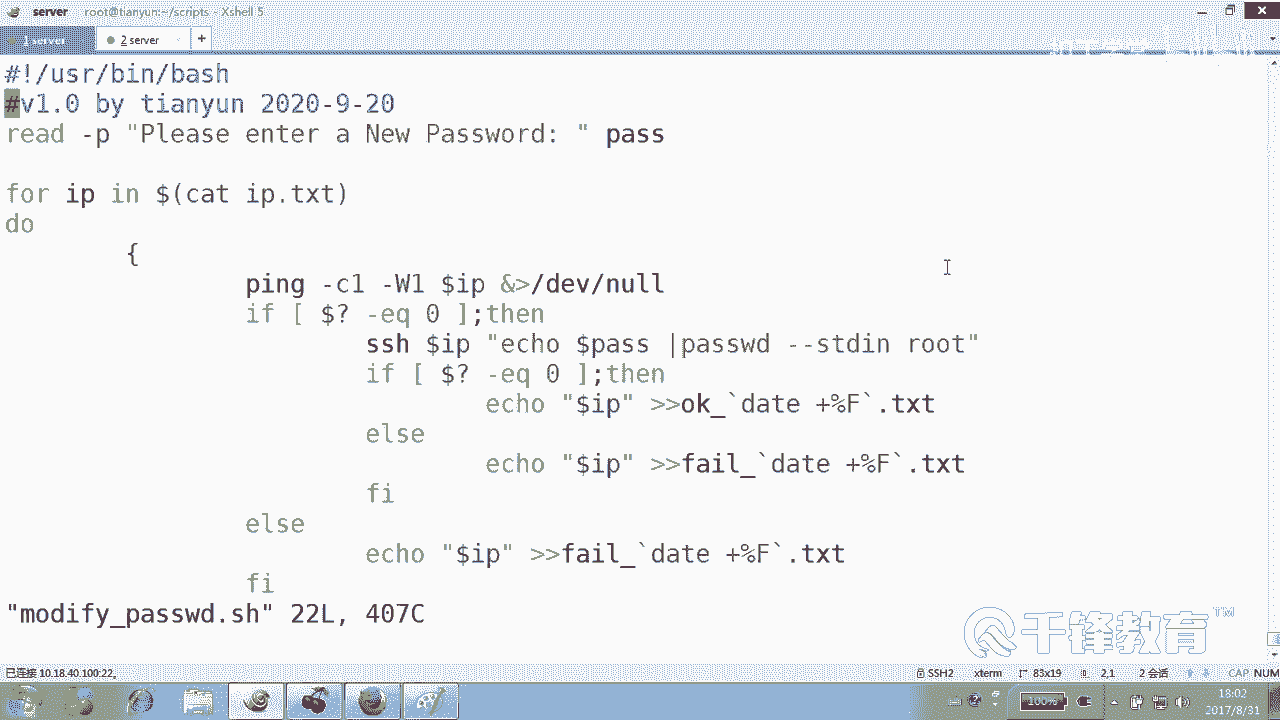 server root@tianyun:~/scripts - Xshell 5
1 server
2 server
+
#!/usr/bin/bash
#v1.0 by tianyun 2020-9-20
read -p "Please enter a New Password: " pass
for ip in $(cat ip.txt)
do
{
ping -c1 -W1 $ip &>/dev/null
if [ $? -eq 0 ];then
ssh $ip "echo $pass |passwd --stdin root"
if [ $? -eq 0 ];then
echo "$ip" >>ok_`date +%F`.txt
else
echo "$ip" >>fail_`date +%F`.txt
fi
else
echo "$ip" >>fail_`date +%F`.txt
fi
"modify_passwd.sh" 22L, 407C
千锋教育 TM
已连接 10.18.40.100:22。 SSH2 xterm 83x19 2,1 2 会话 CAP NUM
100%
18:02
2017/8/31